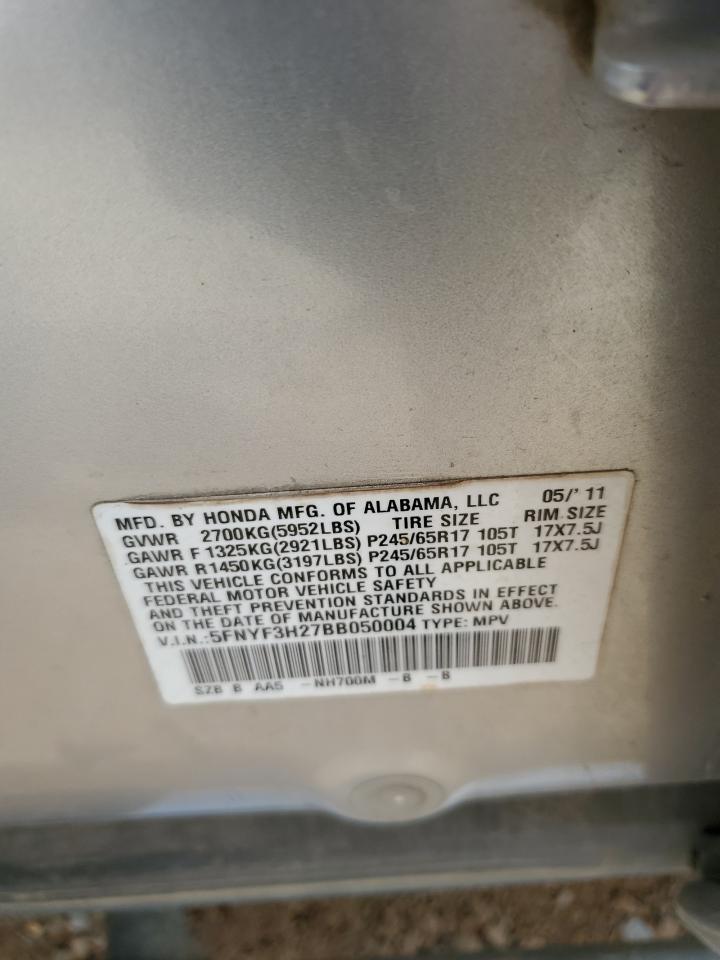 MFD. BY HONDA MFG. OF ALABAMA, LLC 05/'11
GVWR 2700KG(5952LBS) TIRE SIZE RIM SIZE
GAWR F 1325KG(2921LBS) P245/65R17 105T 17X7.5J
GAWR R1450KG(3197LBS) P245/65R17 105T 17X7.5J
THIS VEHICLE CONFORMS TO ALL APPLICABLE
FEDERAL MOTOR VEHICLE SAFETY
AND THEFT PREVENTION STANDARDS IN EFFECT
ON THE DATE OF MANUFACTURE SHOWN ABOVE.
V.I.N.:5FNYF3H27BB050004 TYPE: MPV
SZB B AA5 -NH700M -B -B